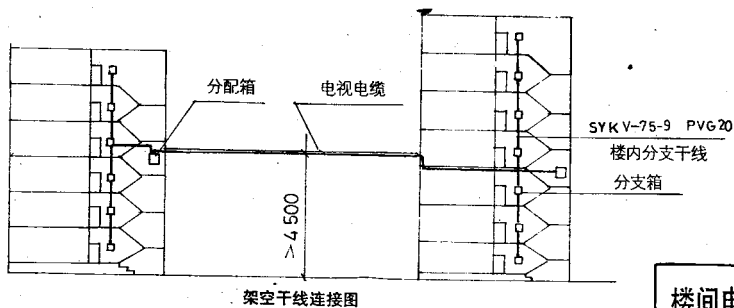 分配箱
电视电缆
SYKV-75-9 PVG20
楼内分支干线
分支箱
>4500
架空干线连接图
楼间电